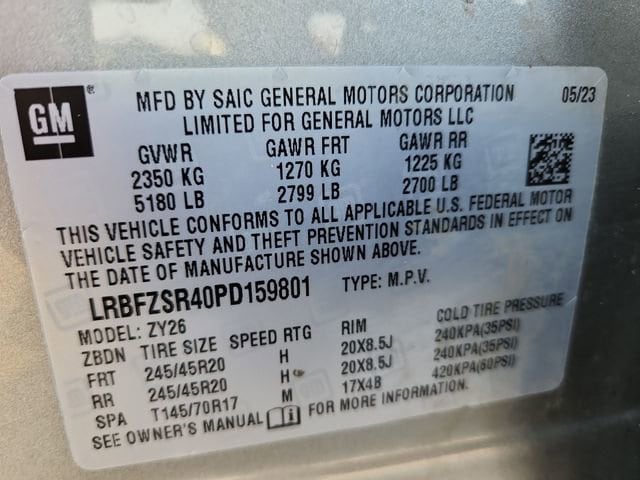 GM®
MFD BY SAIC GENERAL MOTORS CORPORATION 05/23
LIMITED FOR GENERAL MOTORS LLC
GVWR GAWR FRT GAWR RR
2350 KG 1270 KG 1225 KG
5180 LB 2799 LB 2700 LB
THIS VEHICLE CONFORMS TO ALL APPLICABLE U.S. FEDERAL MOTOR
VEHICLE SAFETY AND THEFT PREVENTION STANDARDS IN EFFECT ON
THE DATE OF MANUFACTURE SHOWN ABOVE.
LRBFZSR40PD159801 TYPE: M.P.V.
MODEL: ZY26
ZBDN TIRE SIZE SPEED RTG RIM COLD TIRE PRESSURE
FRT 245/45R20 H 20X8.5J 240KPA(35PSI)
RR 245/45R20 H 20X8.5J 240KPA(35PSI)
SPA T145/70R17 M 17X4B 420KPA(60PSI)
SEE OWNER'S MANUAL i FOR MORE INFORMATION.